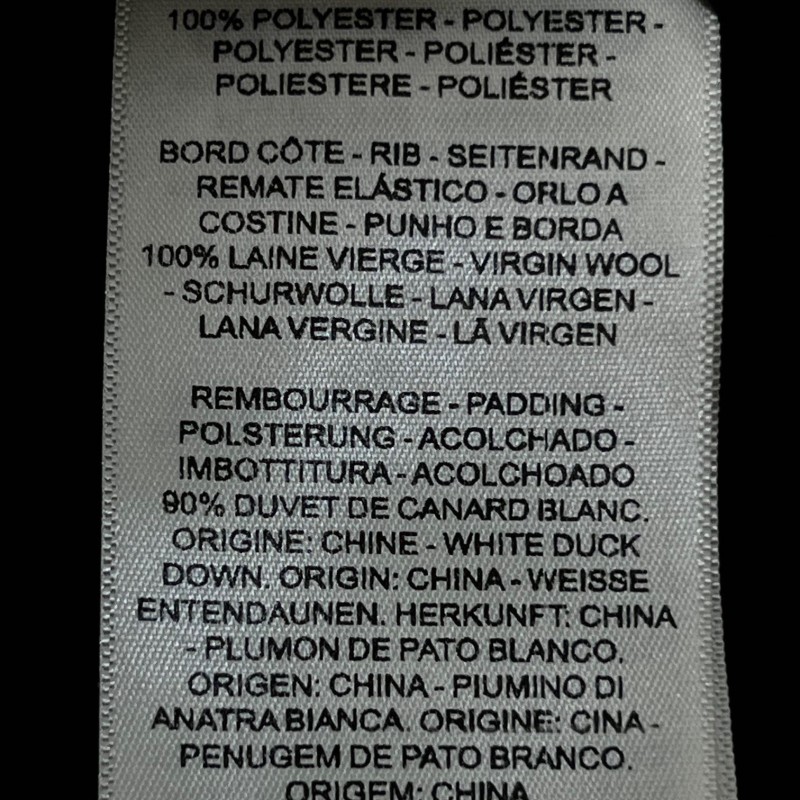 100% POLYESTER - POLYESTER -
POLYESTER - POLIÉSTER -
POLIESTERE - POLIÉSTER
BORD CÔTE - RIB - SEITENRAND -
REMATE ELÁSTICO - ORLO A
COSTINE - PUNHO E BORDA
100% LAINE VIERGE - VIRGIN WOOL
- SCHURWOLLE - LANA VIRGEN -
LANA VERGINE - LÃ VIRGEN
REMBOURRAGE - PADDING -
POLSTERUNG - ACOLCHADO -
IMBOTTITURA - ACOLCHOADO
90% DUVET DE CANARD BLANC.
ORIGINE: CHINE - WHITE DUCK
DOWN. ORIGIN: CHINA - WEISSE
ENTENDAUNEN. HERKUNFT: CHINA
- PLUMON DE PATO BLANCO.
ORIGEN: CHINA - PIUMINO DI
ANATRA BIANCA. ORIGINE: CINA -
PENUGEM DE PATO BRANCO.
ORIGEM: CHINA